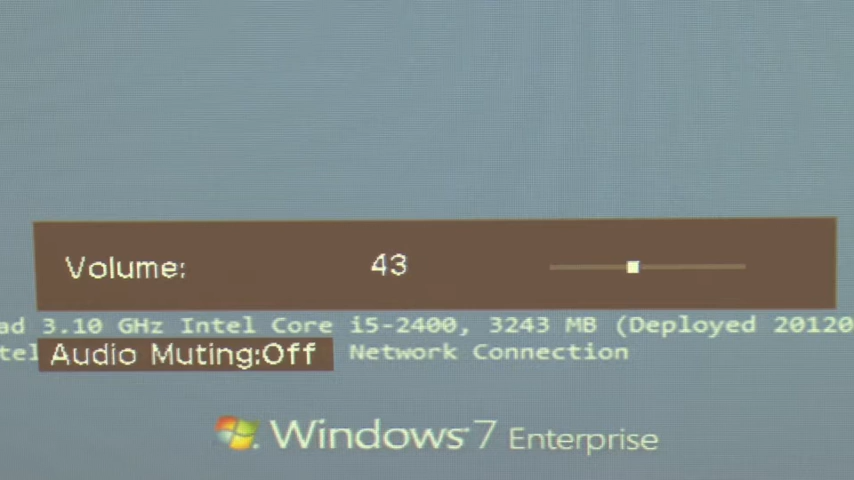 Volume: 43
ad 3.10 GHz Intel Core i5-2400, 3243 MB (Deployed 20120
tel Audio Muting:Off Network Connection
Windows 7 Enterprise